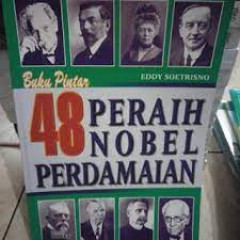 Buku Pintar
EDDY SOETRISNO
48 PERAIH
NOBEL
PERDAMAIAN